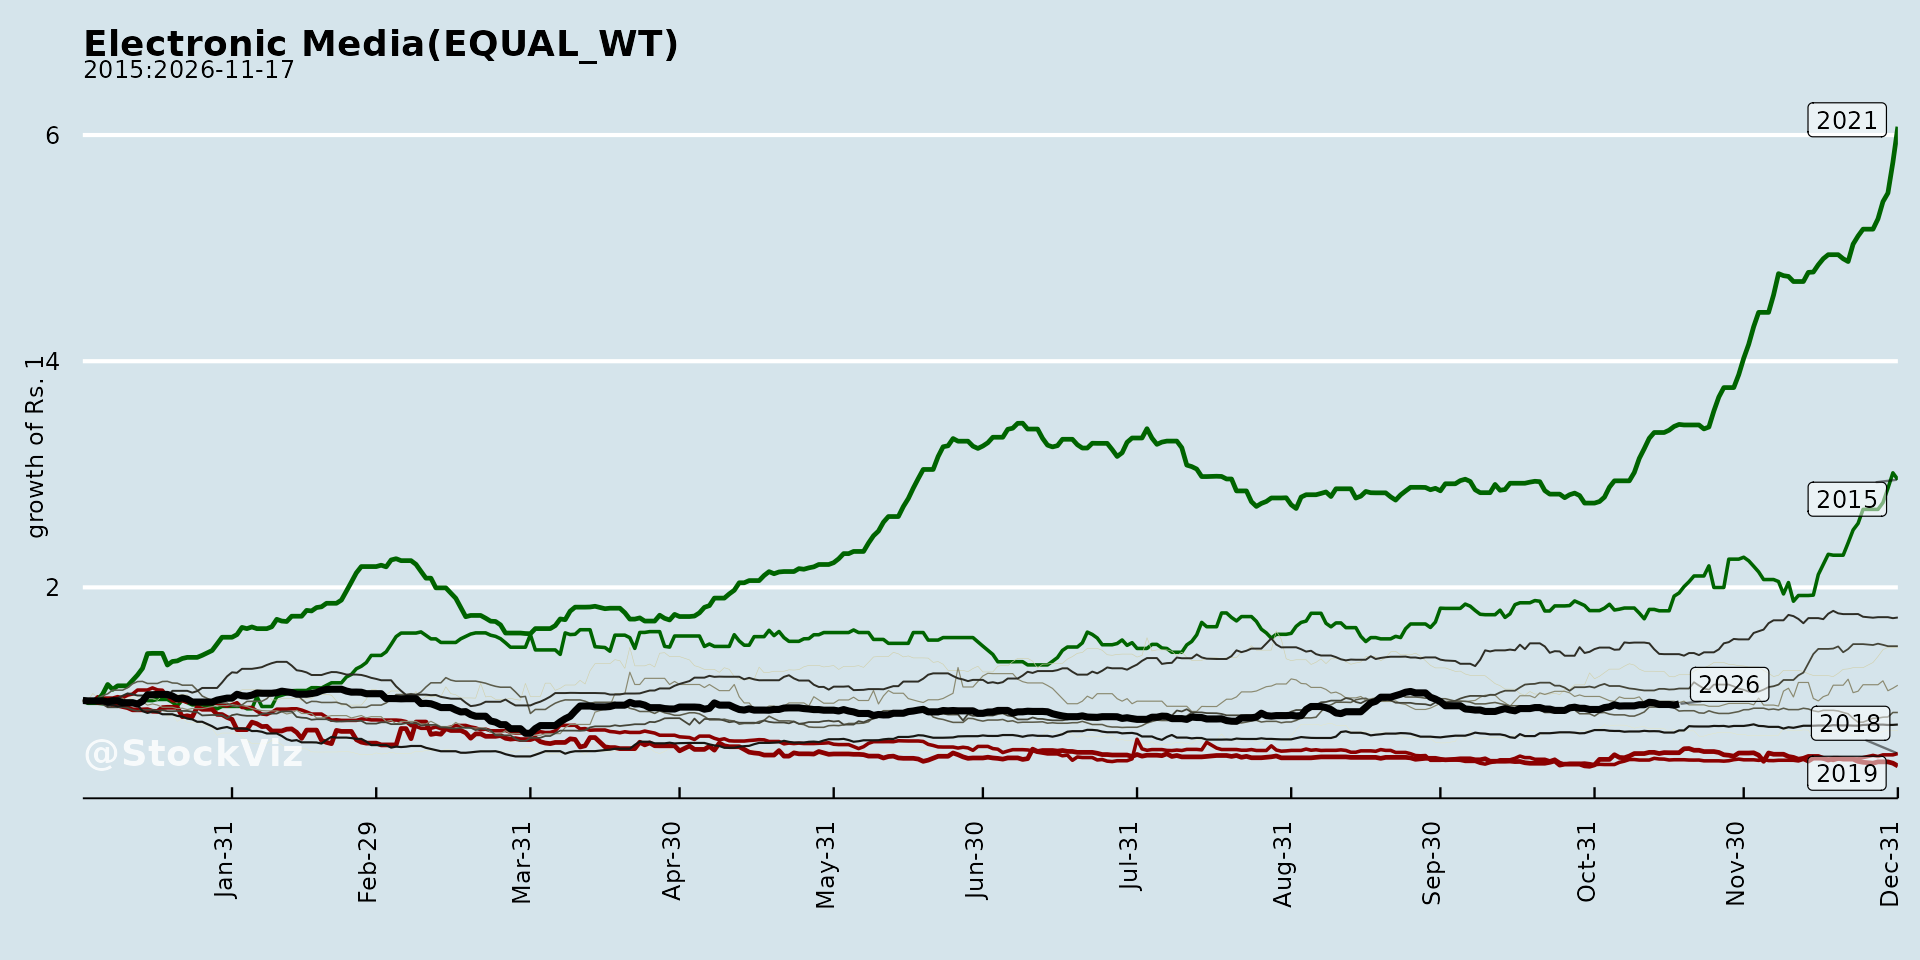 Electronic Media(EQUAL_WT)
2015:2026-11-17
growth of Rs. 1
6
4
2
2021
2015
2026
2018
2019
@StockViz
Jan-31
Feb-29
Mar-31
Apr-30
May-31
Jun-30
Jul-31
Aug-31
Sep-30
Oct-31
Nov-30
Dec-31